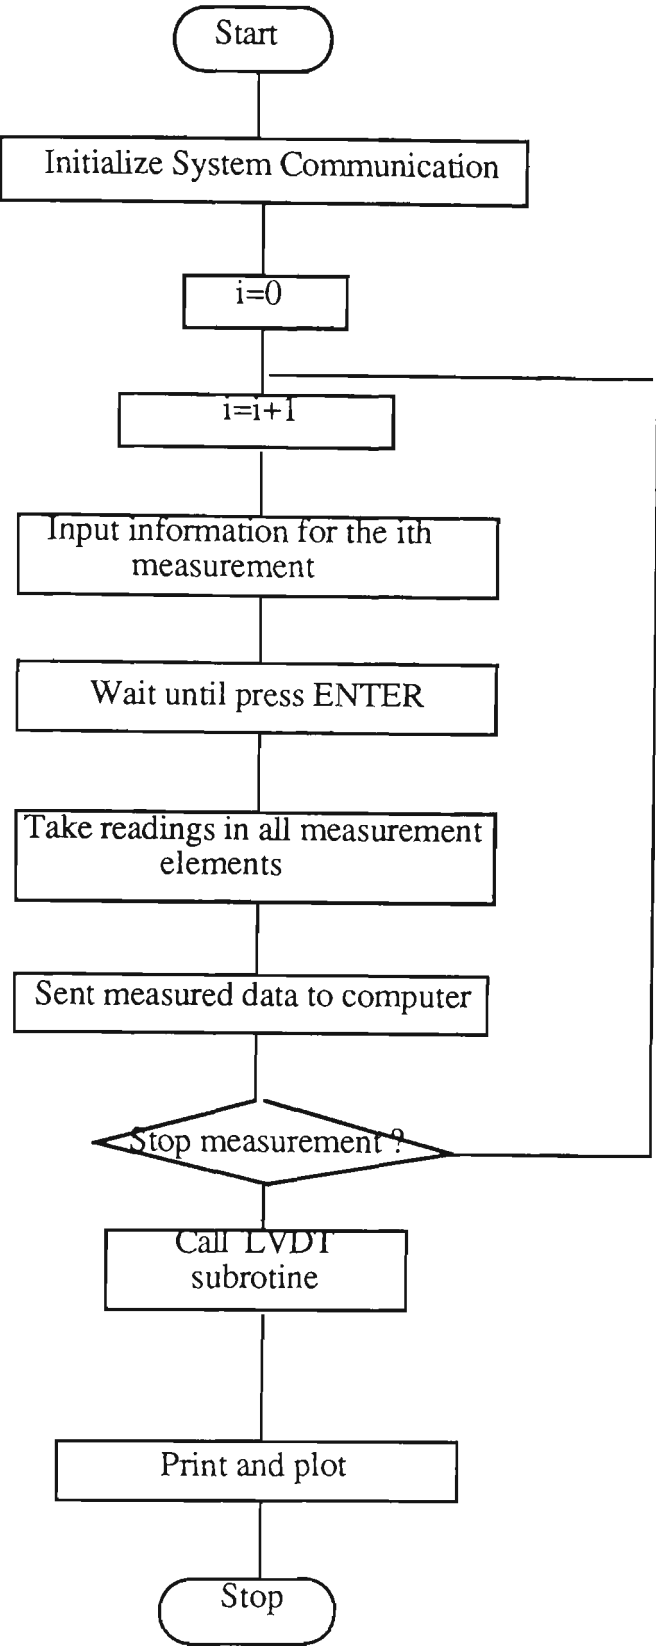 Start
Initialize System Communication
i=0
i=i+1
Input information for the ith
measurement
Wait until press ENTER
Take readings in all measurement
elements
Sent measured data to computer
Stop measurement ?
Call LVDT
subrotine
Print and plot
Stop